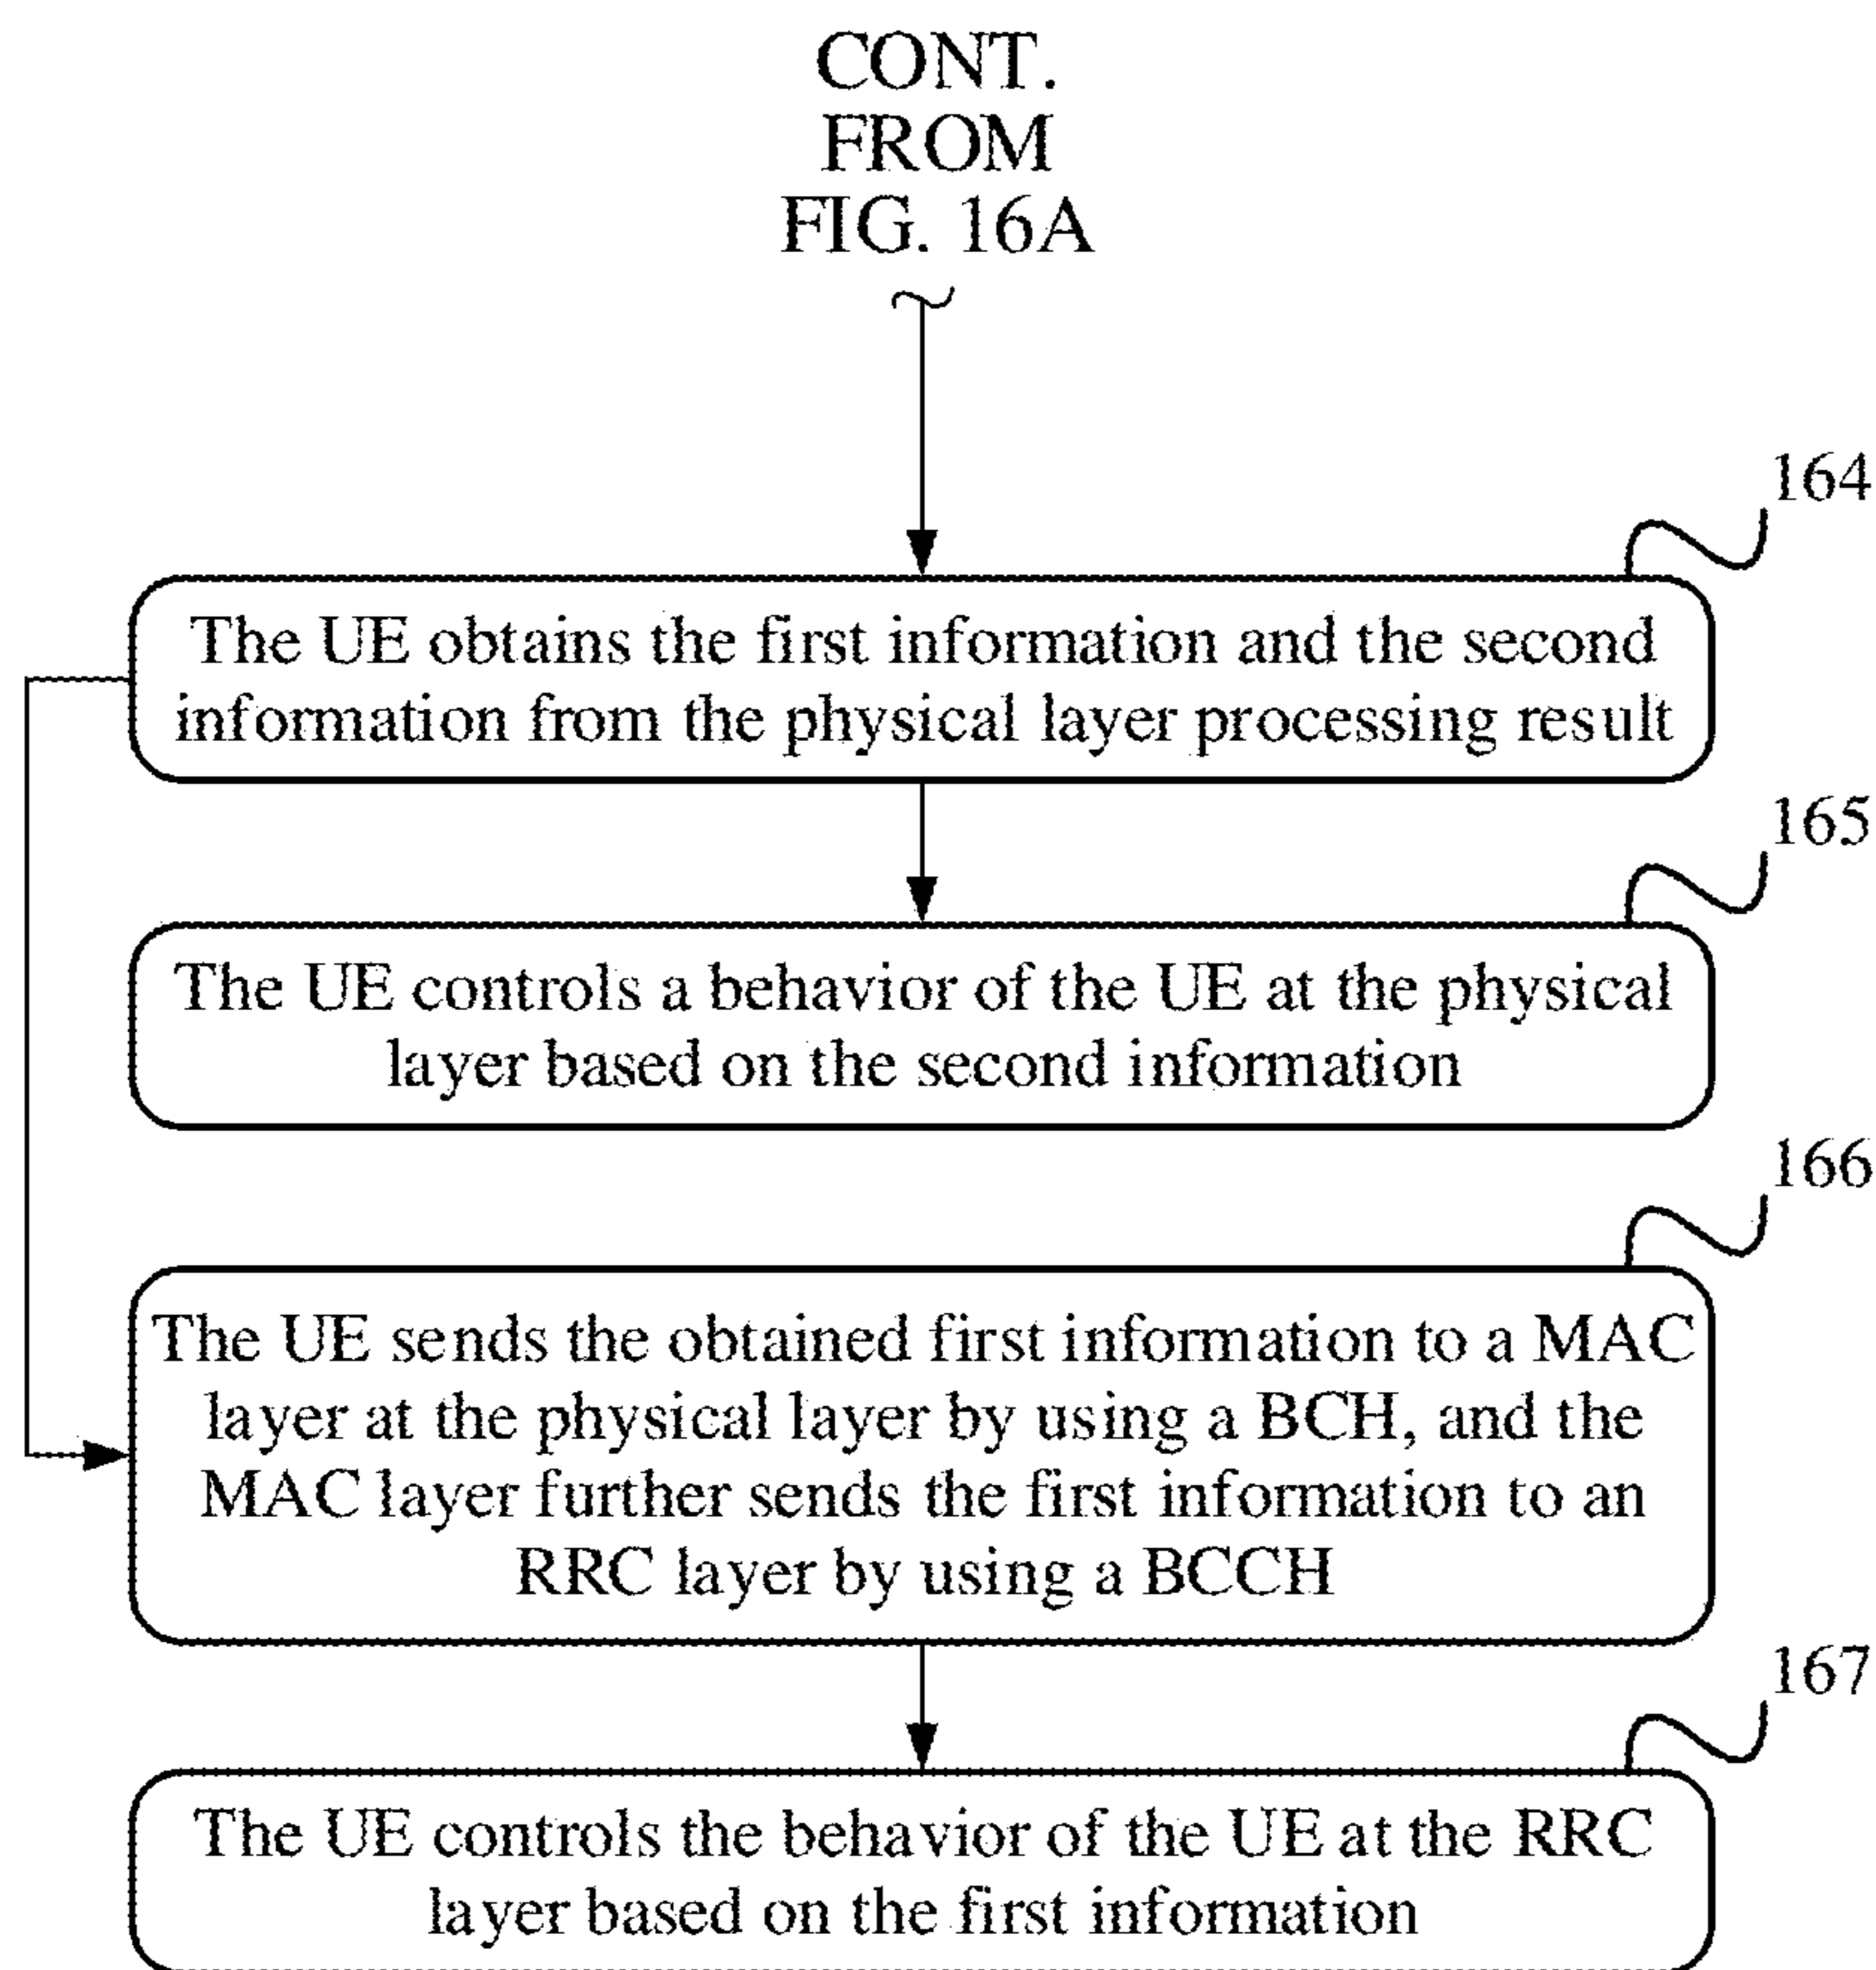 CONT.
FROM
FIG. 16A
164
The UE obtains the first information and the second
information from the physical layer processing result
165
The UE controls a behavior of the UE at the physical
layer based on the second information
166
The UE sends the obtained first information to a MAC
layer at the physical layer by using a BCH, and the
MAC layer further sends the first information to an
RRC layer by using a BCCH
167
The UE controls the behavior of the UE at the RRC
layer based on the first information